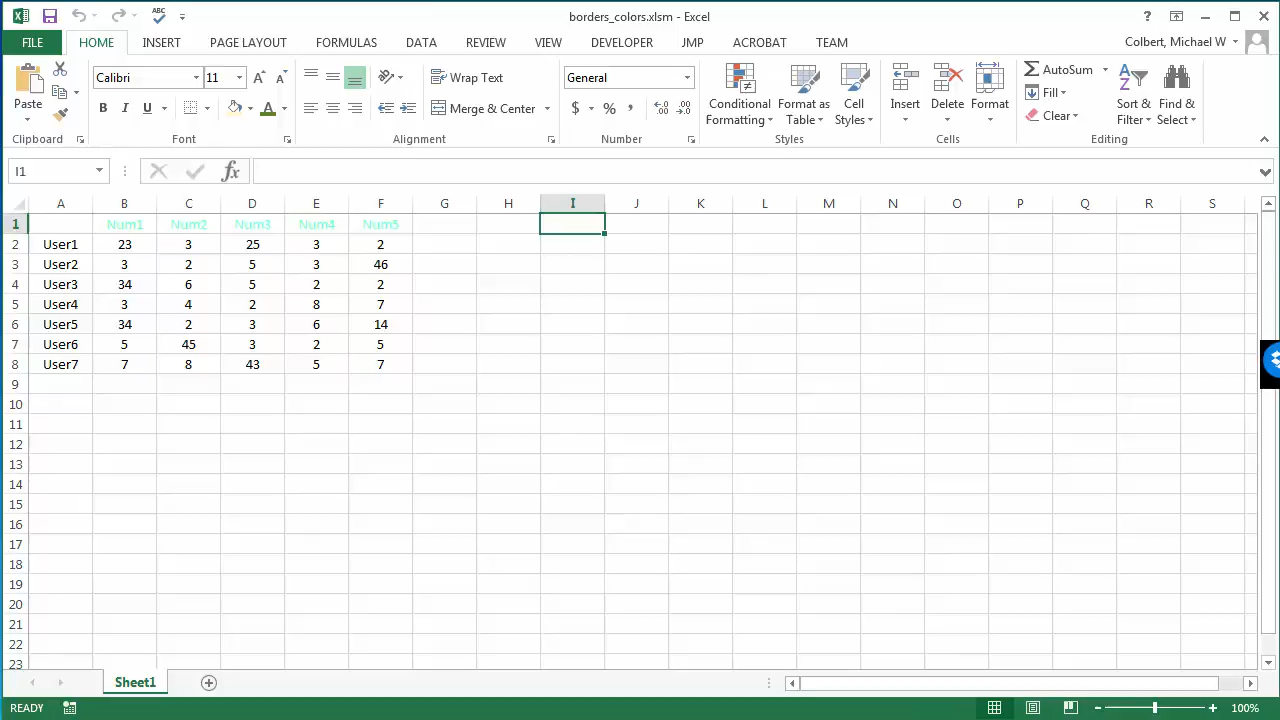 borders_colors.xlsm - Excel
ABC
?
FILE HOME INSERT PAGE LAYOUT FORMULAS DATA REVIEW VIEW DEVELOPER JMP ACROBAT TEAM Colbert, Michael W
Calibri 11 Wrap Text General AutoSum
Paste B I U Merge & Center $ % , Conditional Formatting Format as Table Cell Styles Insert Delete Format Fill Clear Sort & Filter Find & Select
Clipboard Font Alignment Number Styles Cells Editing
I1 fx
A B C D E F G H I J K L M N O P Q R S
1 Num1 Num2 Num3 Num4 Num5
2 User1 23 3 25 3 2
3 User2 3 2 5 3 46
4 User3 34 6 5 2 2
5 User4 3 4 2 8 7
6 User5 34 2 3 6 14
7 User6 5 45 3 2 5
8 User7 7 8 43 5 7
9
10
11
12
13
14
15
16
17
18
19
20
21
22
23
Sheet1
READY 100%